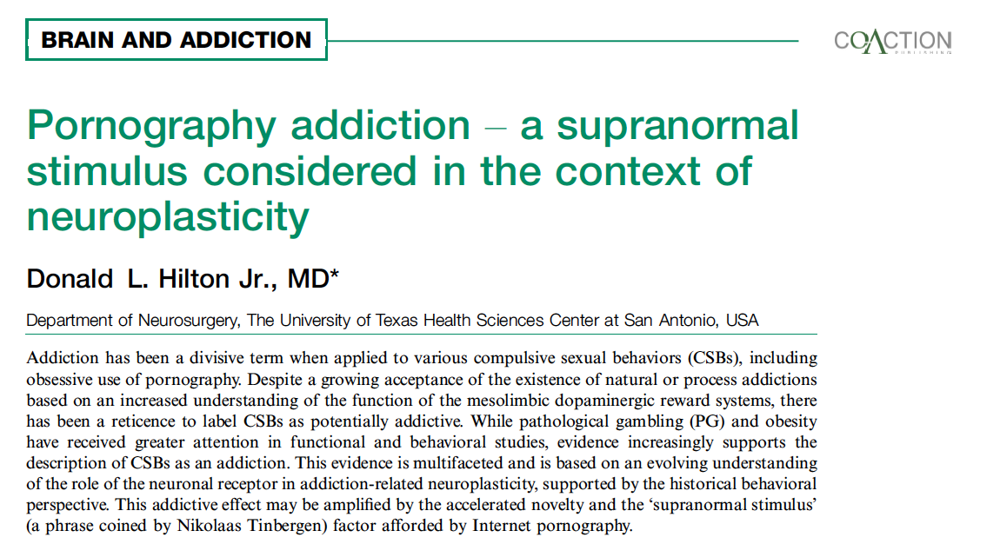 BRAIN AND ADDICTION
COACTION
PUBLISHING
Pornography addiction – a supranormal
stimulus considered in the context of
neuroplasticity
Donald L. Hilton Jr., MD*
Department of Neurosurgery, The University of Texas Health Sciences Center at San Antonio, USA
Addiction has been a divisive term when applied to various compulsive sexual behaviors (CSBs), including
obsessive use of pornography. Despite a growing acceptance of the existence of natural or process addictions
based on an increased understanding of the function of the mesolimbic dopaminergic reward systems, there
has been a reticence to label CSBs as potentially addictive. While pathological gambling (PG) and obesity
have received greater attention in functional and behavioral studies, evidence increasingly supports the
description of CSBs as an addiction. This evidence is multifaceted and is based on an evolving understanding
of the role of the neuronal receptor in addiction-related neuroplasticity, supported by the historical behavioral
perspective. This addictive effect may be amplified by the accelerated novelty and the ‘supranormal stimulus’
(a phrase coined by Nikolaas Tinbergen) factor afforded by Internet pornography.